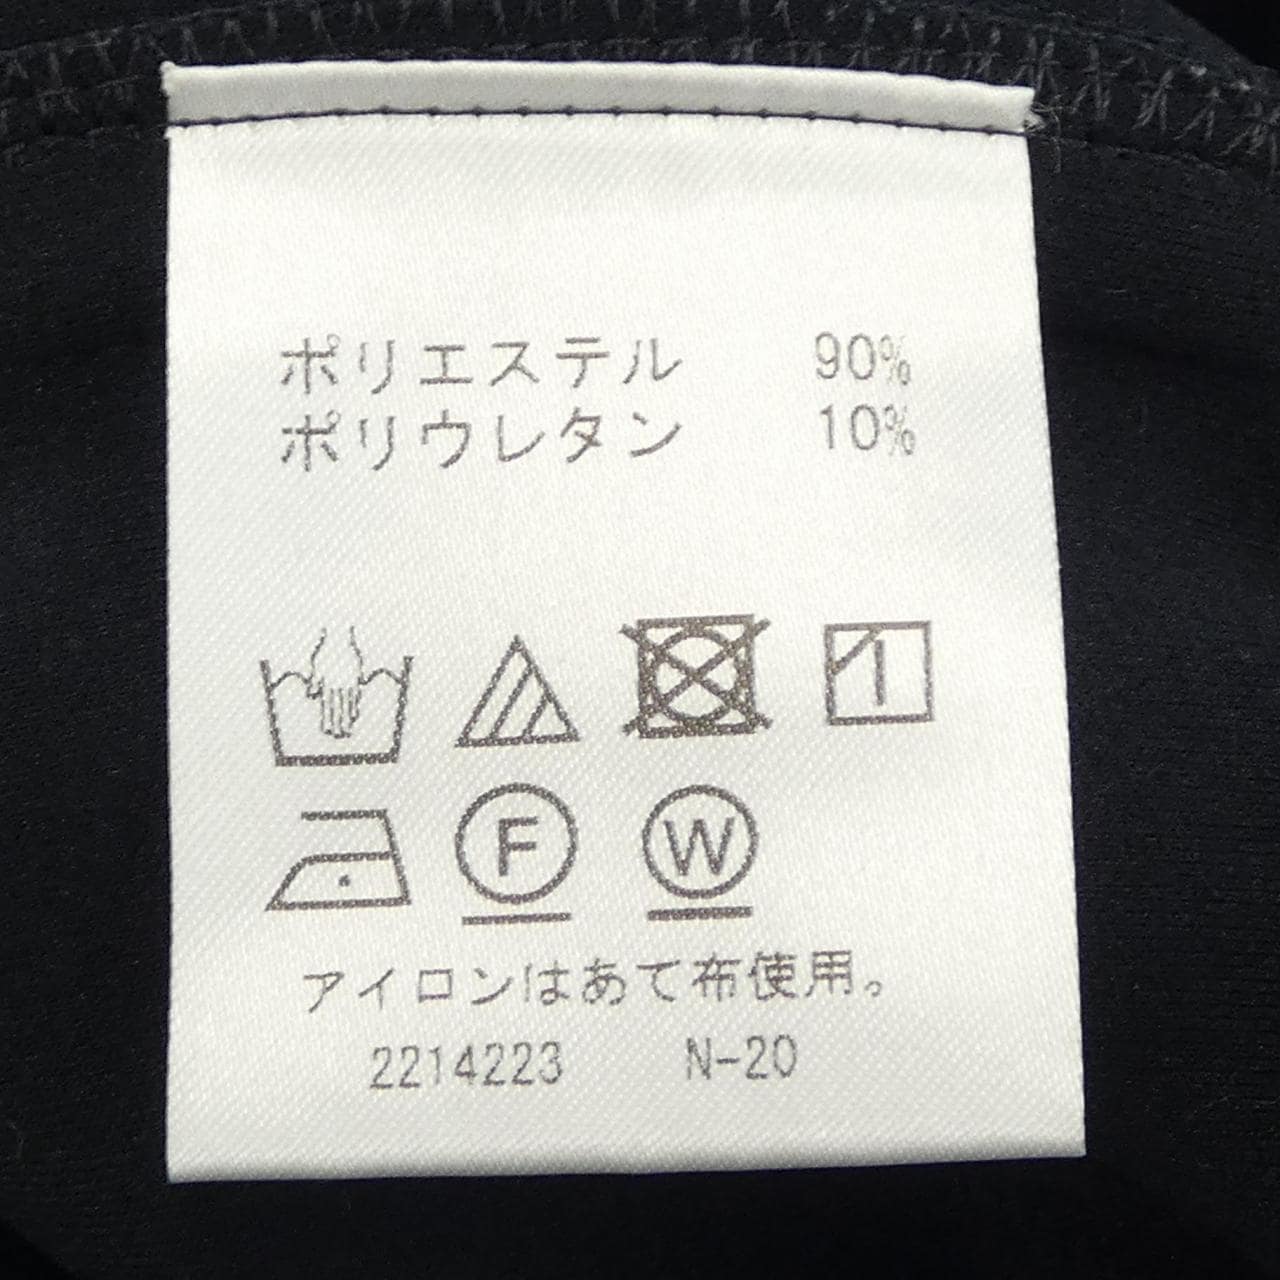 ポリエステル 90%
ポリウレタン 10%
F W
アイロンはあて布使用。
2214223 N-20